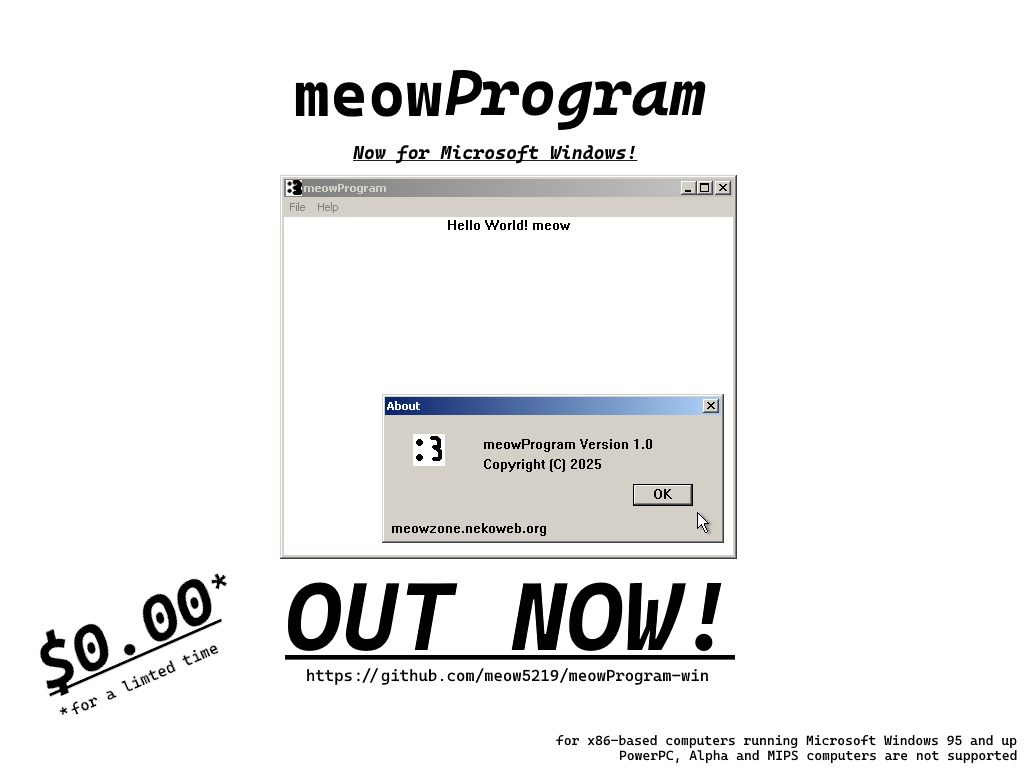 meowProgram
Now for Microsoft Windows!
:3 meowProgram
File Help
Hello World! meow
About
:3
meowProgram Version 1.0
Copyright (C) 2025
OK
meowzone.nekoweb.org
$0.00*
*for a limted time
OUT NOW!
https://github.com/meow5219/meowProgram-win
for x86-based computers running Microsoft Windows 95 and up
PowerPC, Alpha and MIPS computers are not supported